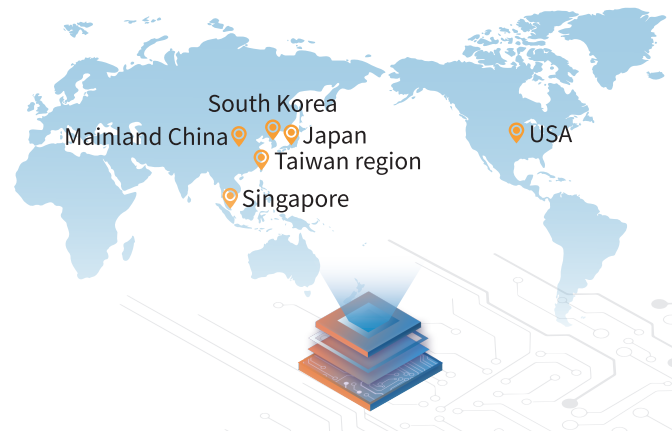 South Korea
Mainland China
Japan
USA
Taiwan region
Singapore